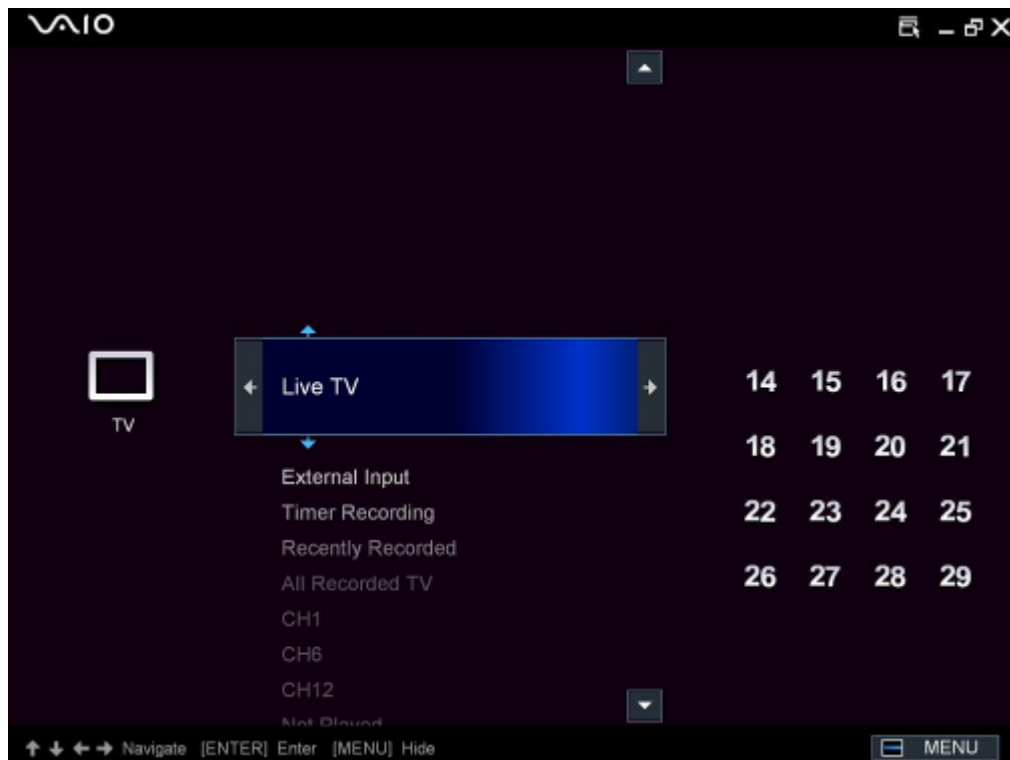 VAIO
Live TV
TV
External Input
Timer Recording
Recently Recorded
All Recorded TV
CH1
CH6
CH12
Not Played
14 15 16 17
18 19 20 21
22 23 24 25
26 27 28 29
Navigate [ENTER] Enter [MENU] Hide
MENU